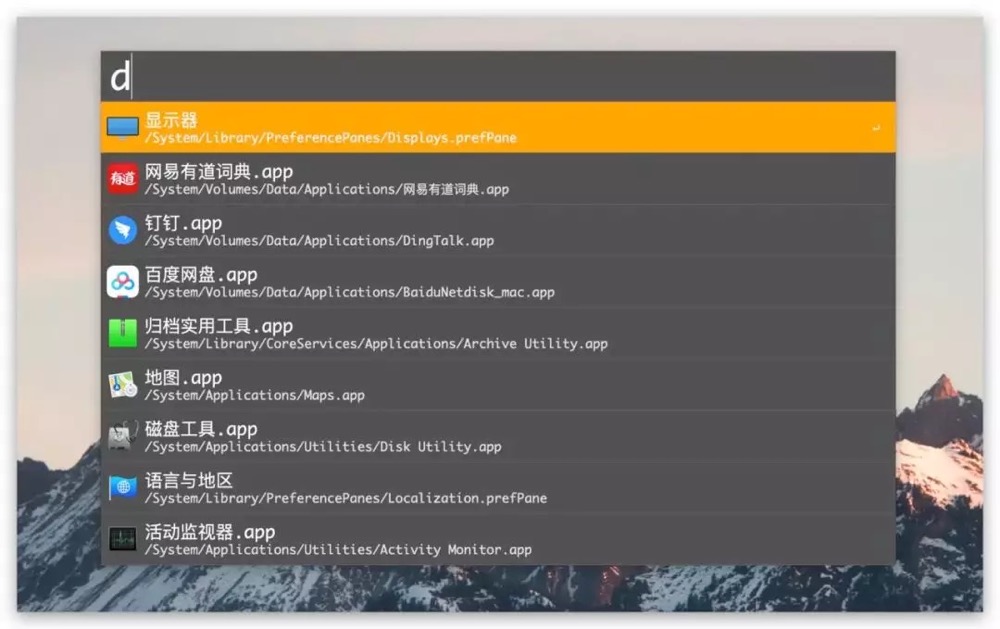 d
显示器
/System/Library/PreferencePanes/Displays.prefPane
有道
网易有道词典.app
/System/Volumes/Data/Applications/网易有道词典.app
钉钉.app
/System/Volumes/Data/Applications/DingTalk.app
百度网盘.app
/System/Volumes/Data/Applications/BaiduNetdisk_mac.app
归档实用工具.app
/System/Library/CoreServices/Applications/Archive Utility.app
地图.app
/System/Applications/Maps.app
磁盘工具.app
/System/Applications/Utilities/Disk Utility.app
语言与地区
/System/Library/PreferencePanes/Localization.prefPane
活动监视器.app
/System/Applications/Utilities/Activity Monitor.app